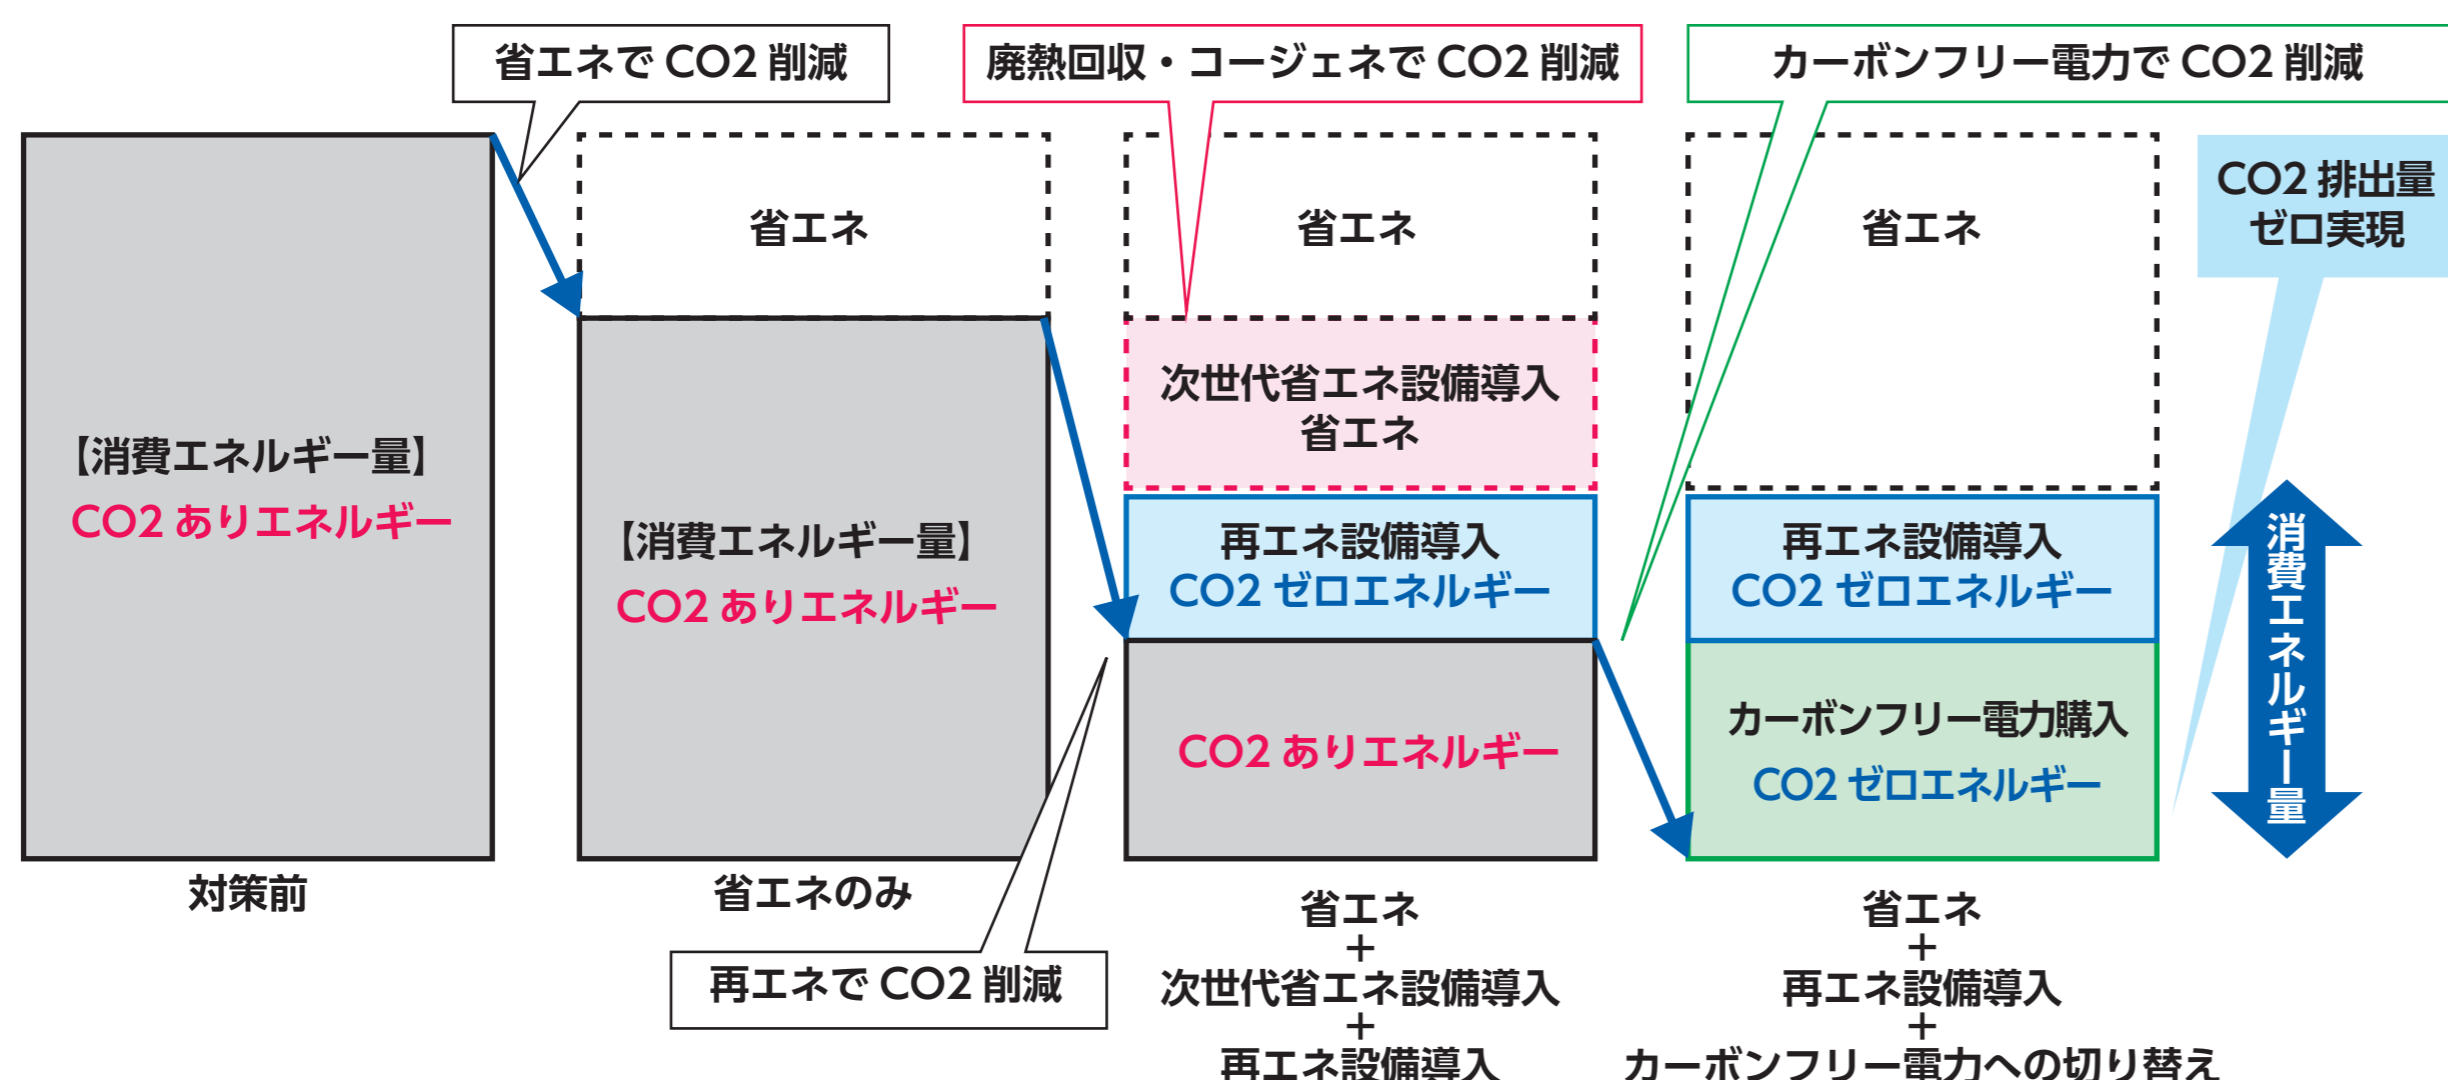 省エネで CO2 削減
廃熱回収・コージェネで CO2 削減
カーボンフリー電力で CO2 削減
【消費エネルギー量】
CO2 ありエネルギー
対策前
省エネ
【消費エネルギー量】
CO2 ありエネルギー
省エネのみ
再エネで CO2 削減
省エネ
次世代省エネ設備導入
省エネ
再エネ設備導入
CO2 ゼロエネルギー
CO2 ありエネルギー
省エネ
+
次世代省エネ設備導入
+
再エネ設備導入
省エネ
再エネ設備導入
CO2 ゼロエネルギー
カーボンフリー電力購入
CO2 ゼロエネルギー
省エネ
+
再エネ設備導入
+
カーボンフリー電力への切り替え
CO2 排出量
ゼロ実現
消費エネルギー量